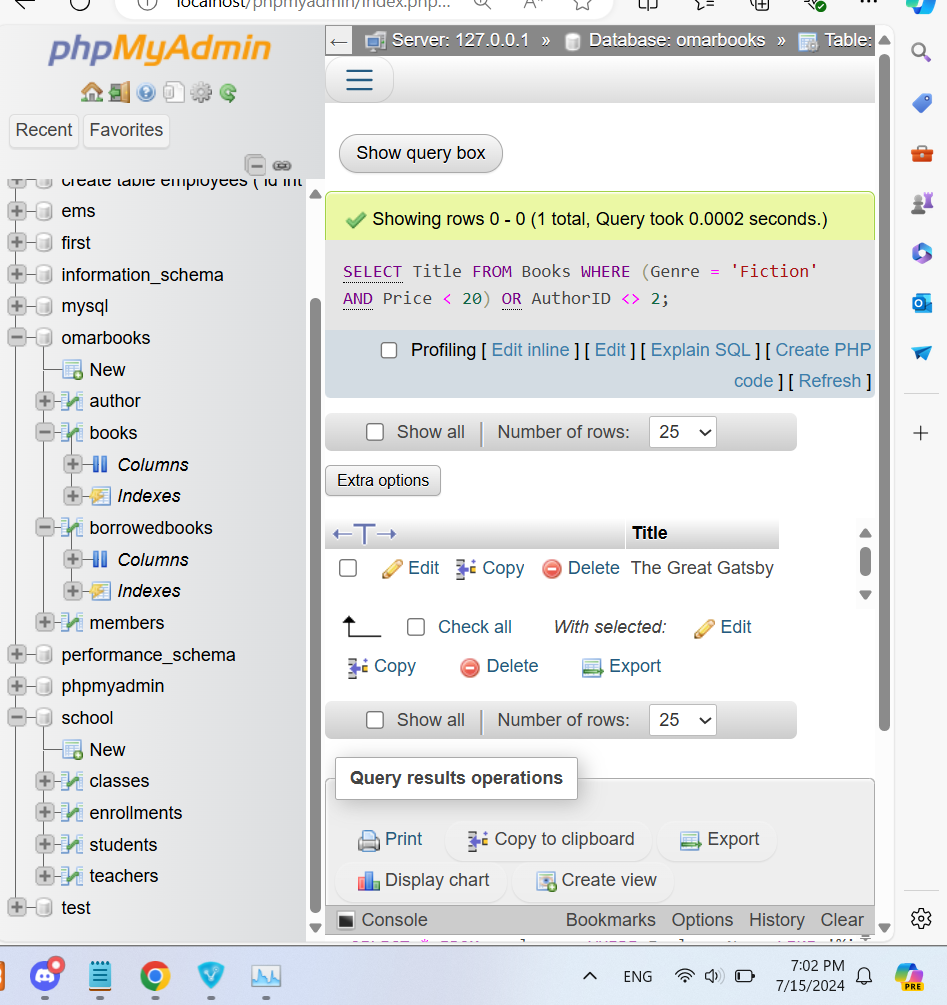 localhost/phpmyadmin/index.php...
phpMyAdmin
Recent
Favorites
create table employees ( id int
ems
first
information_schema
mysql
omarbooks
New
author
books
Columns
Indexes
borrowedbooks
Columns
Indexes
members
performance_schema
phpmyadmin
school
New
classes
enrollments
students
teachers
test
Server: 127.0.0.1 » Database: omarbooks » Table:
Show query box
Showing rows 0 - 0 (1 total, Query took 0.0002 seconds.)
SELECT Title FROM Books WHERE (Genre = 'Fiction'
AND Price < 20) OR AuthorID <> 2;
Profiling [ Edit inline ] [ Edit ] [ Explain SQL ] [ Create PHP
code ] [ Refresh ]
Show all | Number of rows: 25
Extra options
←T→ Title
Edit Copy Delete The Great Gatsby
Check all With selected: Edit
Copy Delete Export
Show all | Number of rows: 25
Query results operations
Print Copy to clipboard Export
Display chart Create view
Console Bookmarks Options History Clear
ENG
7:02 PM
7/15/2024
PRE